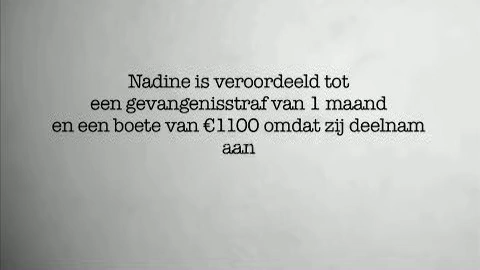 Nadine is veroordeeld tot
een gevangenisstraf van 1 maand
en een boete van €1100 omdat zij deelnam
aan